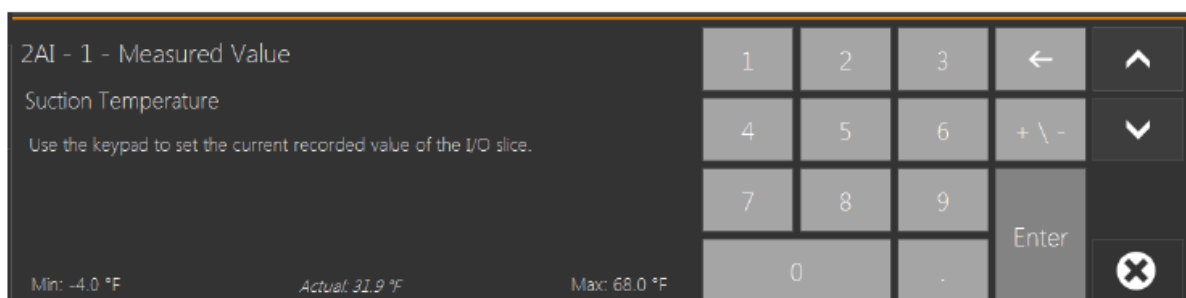 2AI - 1 - Measured Value
Suction Temperature
Use the keypad to set the current recorded value of the I/O slice.
Min: -4.0 °F Actual: 31.9 °F Max: 68.0 °F
1 2 3 ←
4 5 6 + \ -
7 8 9
Enter
0 .